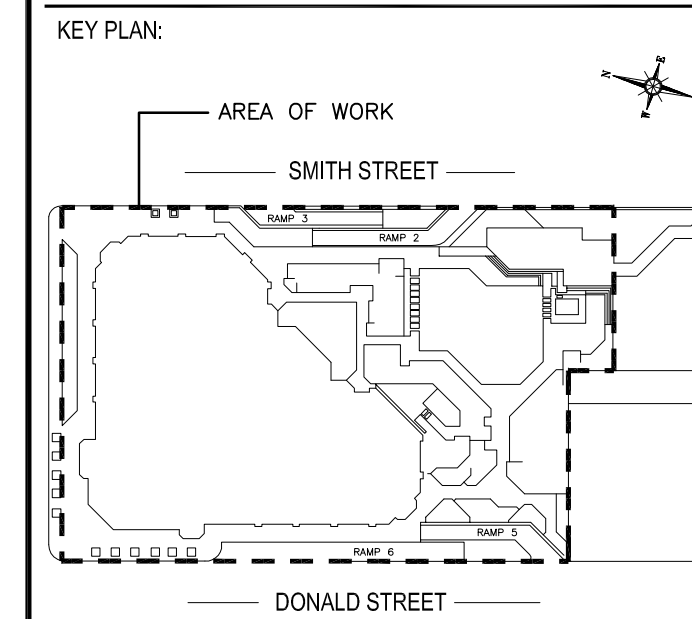 KEY PLAN:
N
E
W
AREA OF WORK
SMITH STREET
RAMP 3
RAMP 2
RAMP 5
RAMP 6
DONALD STREET